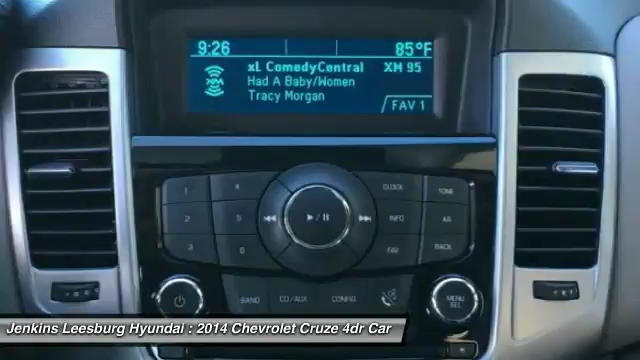 9:26 85°F
xL ComedyCentral XM 95
XM
Had A Baby/Women
Tracy Morgan
FAV 1
1 4 CLOCK TONE
2 5 INFO AS
3 6 FAV BACK
BAND CD/AUX CONFIG
MENU
SEL
Jenkins Leesburg Hyundai : 2014 Chevrolet Cruze 4dr Car